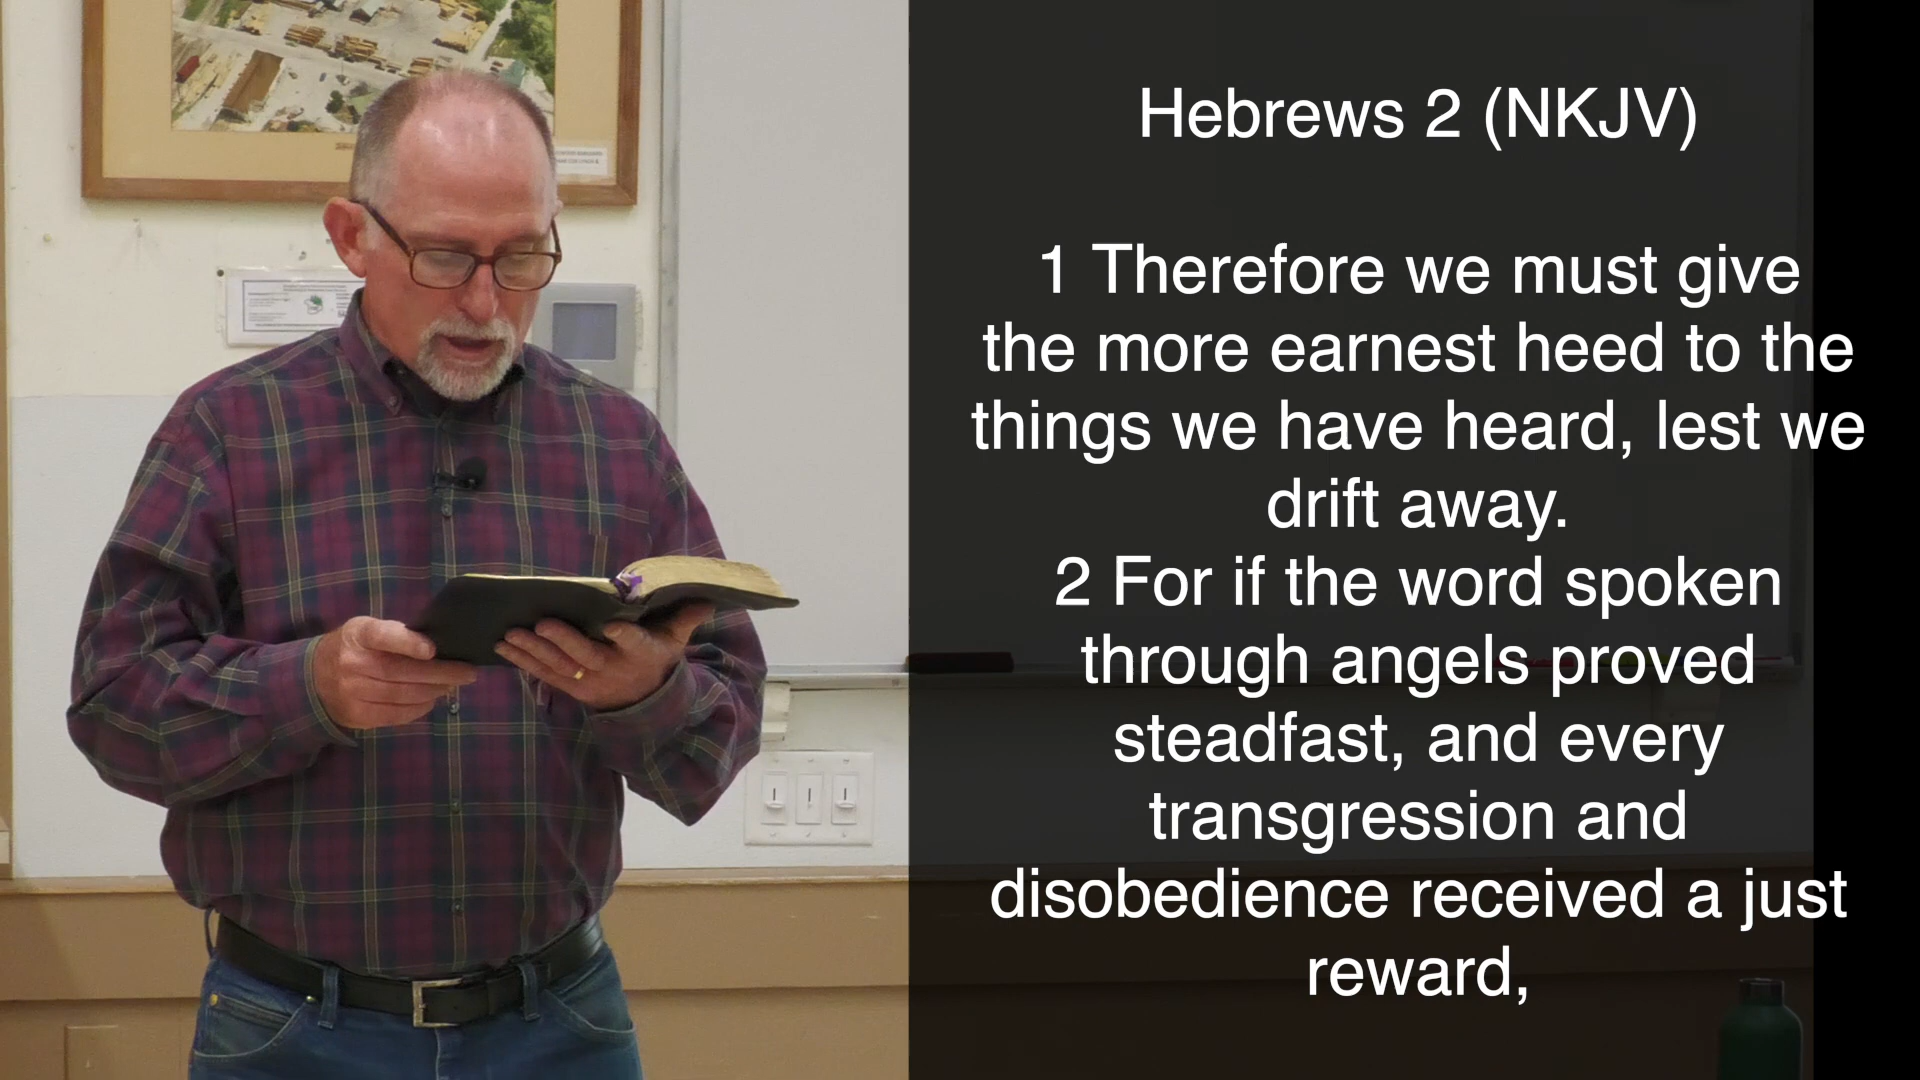 Hebrews 2 (NKJV)
1 Therefore we must give
the more earnest heed to the
things we have heard, lest we
drift away.
2 For if the word spoken
through angels proved
steadfast, and every
transgression and
disobedience received a just
reward,